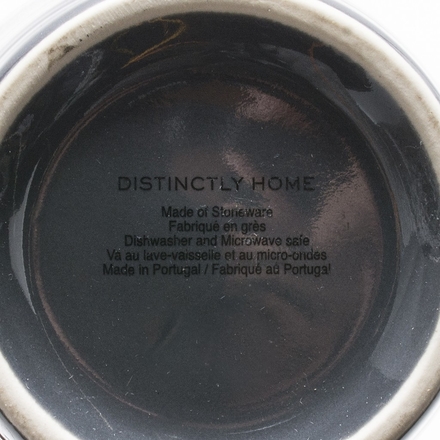 DISTINCTLY HOME
Made of Stoneware
Fabriqué en grès
Dishwasher and Microwave safe
Va au lave-vaisselle et au micro-ondes
Made in Portugal / Fabriqué au Portugal